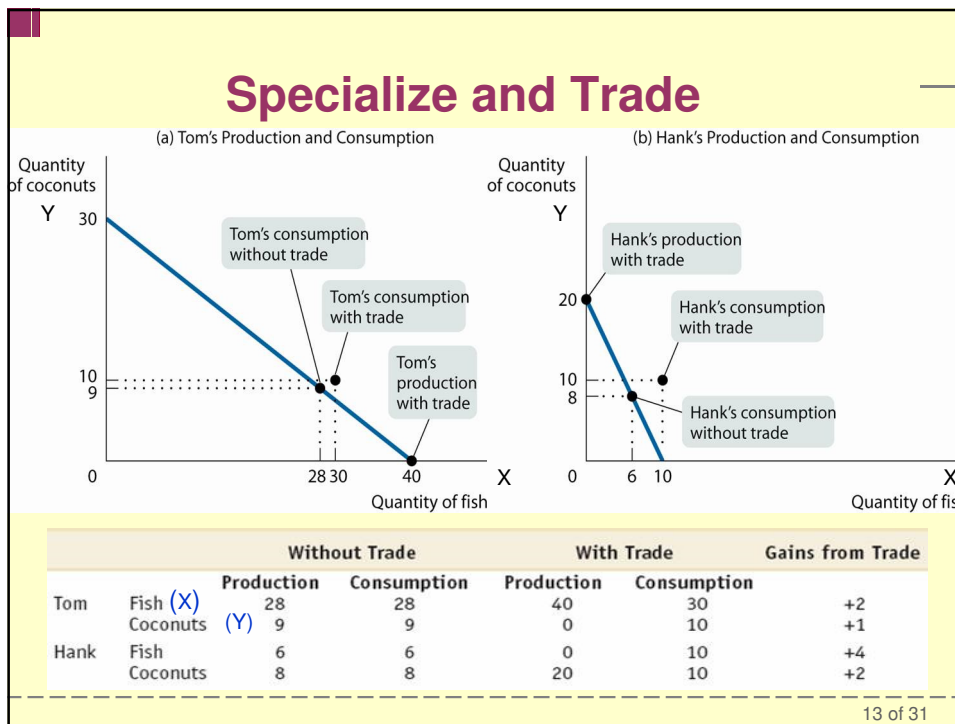 Specialize and Trade
(a) Tom's Production and Consumption
Quantity
of coconuts
Y
30
10
9
0
28 30 40
X
Quantity of fish
Tom's consumption
without trade
Tom's consumption
with trade
Tom's
production
with trade
(b) Hank's Production and Consumption
Quantity
of coconuts
Y
20
10
8
0
6 10
X
Quantity of fis
Hank's production
with trade
Hank's consumption
with trade
Hank's consumption
without trade
Without Trade With Trade Gains from Trade
Production Consumption Production Consumption
Tom Fish (X) 28 28 40 30 +2
Coconuts (Y) 9 9 0 10 +1
Hank Fish 6 6 0 10 +4
Coconuts 8 8 20 10 +2
13 of 31